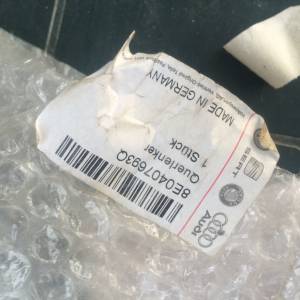 Audi
SEAT
8E0407693Q
Querlenker
1 Stück
MADE IN GERMANY